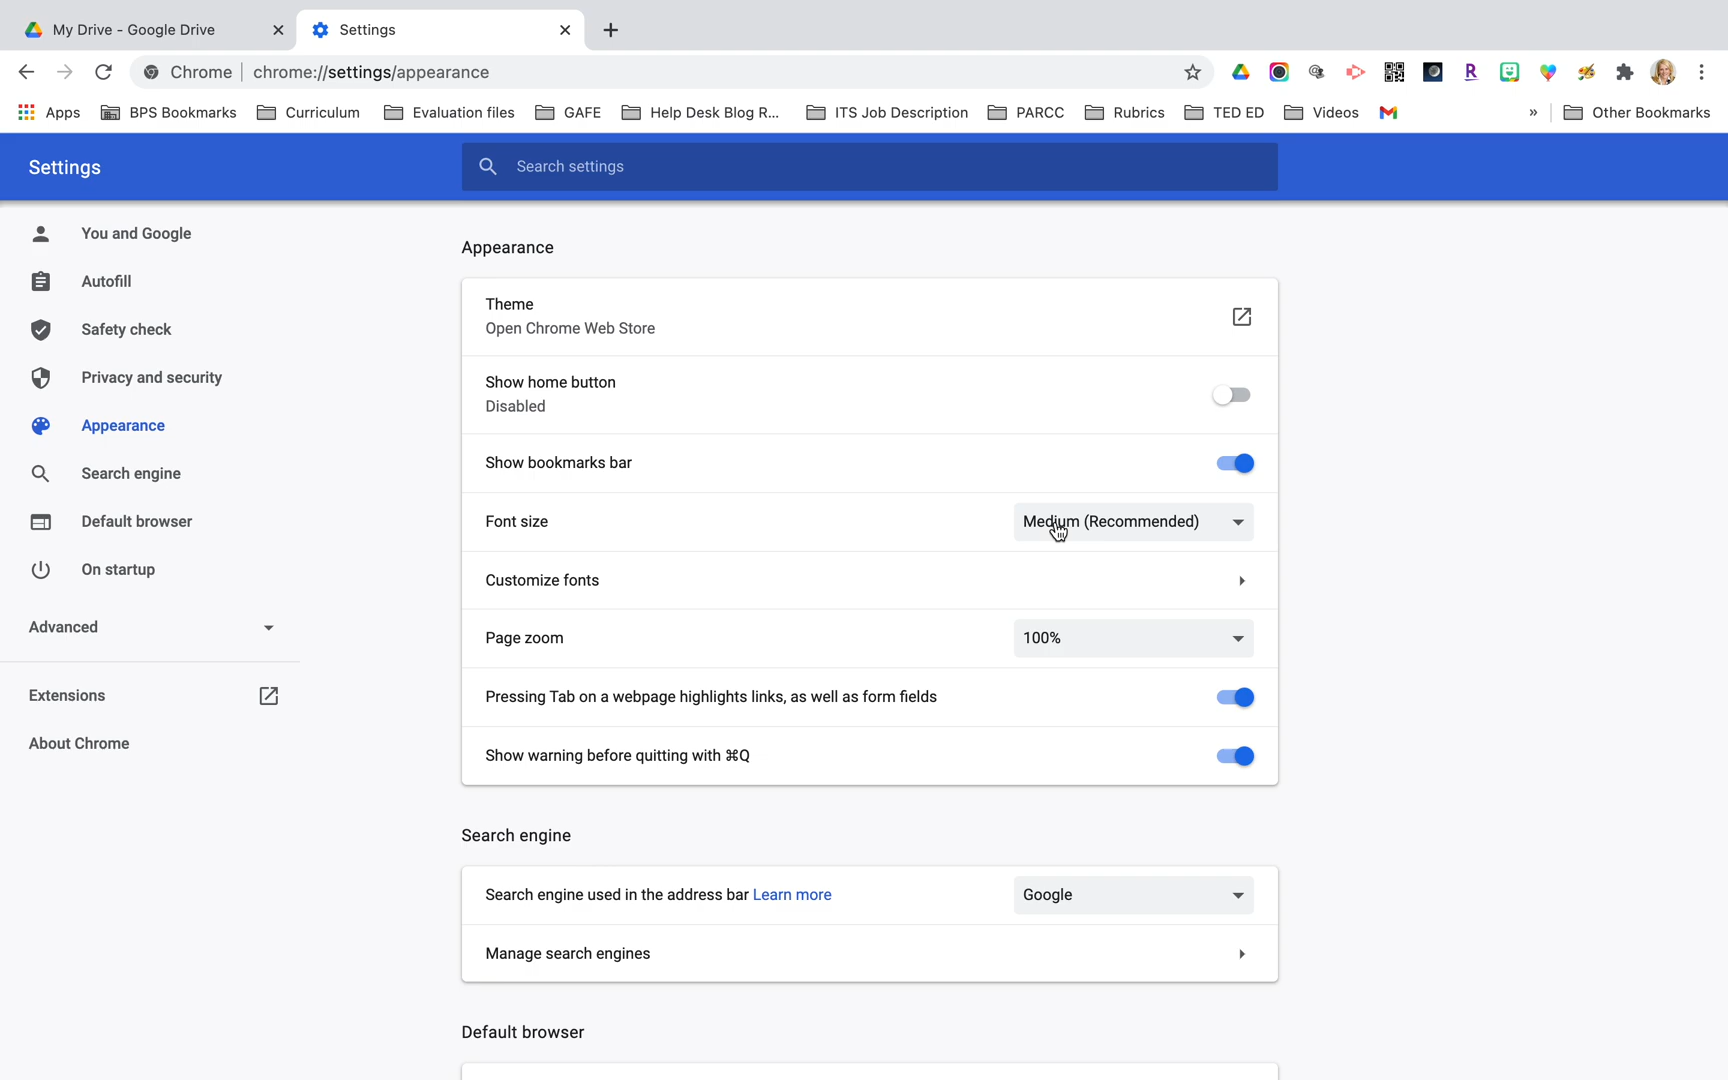 My Drive - Google Drive
Settings
Chrome
chrome://settings/appearance
Apps
BPS Bookmarks
Curriculum
Evaluation files
GAFE
Help Desk Blog R...
ITS Job Description
PARCC
Rubrics
TED ED
Videos
»
Other Bookmarks
Settings
Search settings
You and Google
Autofill
Safety check
Privacy and security
Appearance
Search engine
Default browser
On startup
Advanced
Extensions
About Chrome
Appearance
Theme
Open Chrome Web Store
Show home button
Disabled
Show bookmarks bar
Font size
Medium (Recommended)
Customize fonts
Page zoom
100%
Pressing Tab on a webpage highlights links, as well as form fields
Show warning before quitting with ⌘Q
Search engine
Search engine used in the address bar Learn more
Google
Manage search engines
Default browser